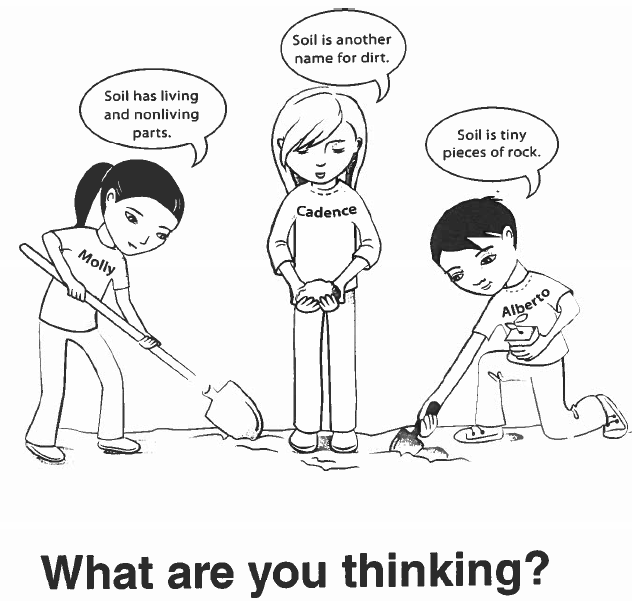 Soil is another
name for dirt.
Soil has living
and nonliving
parts.
Soil is tiny
pieces of rock.
Cadence
Molly
Alberto
What are you thinking?